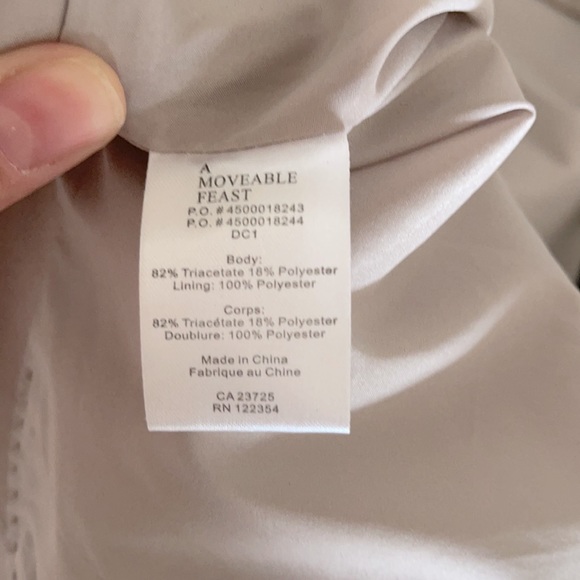 A
MOVEABLE
FEAST
P.O. # 4500018243
P.O. # 4500018244
DC1
Body:
82% Triacetate 18% Polyester
Lining: 100% Polyester
Corps:
82% Triacétate 18% Polyester
Doublure: 100% Polyester
Made in China
Fabrique au Chine
CA 23725
RN 122354